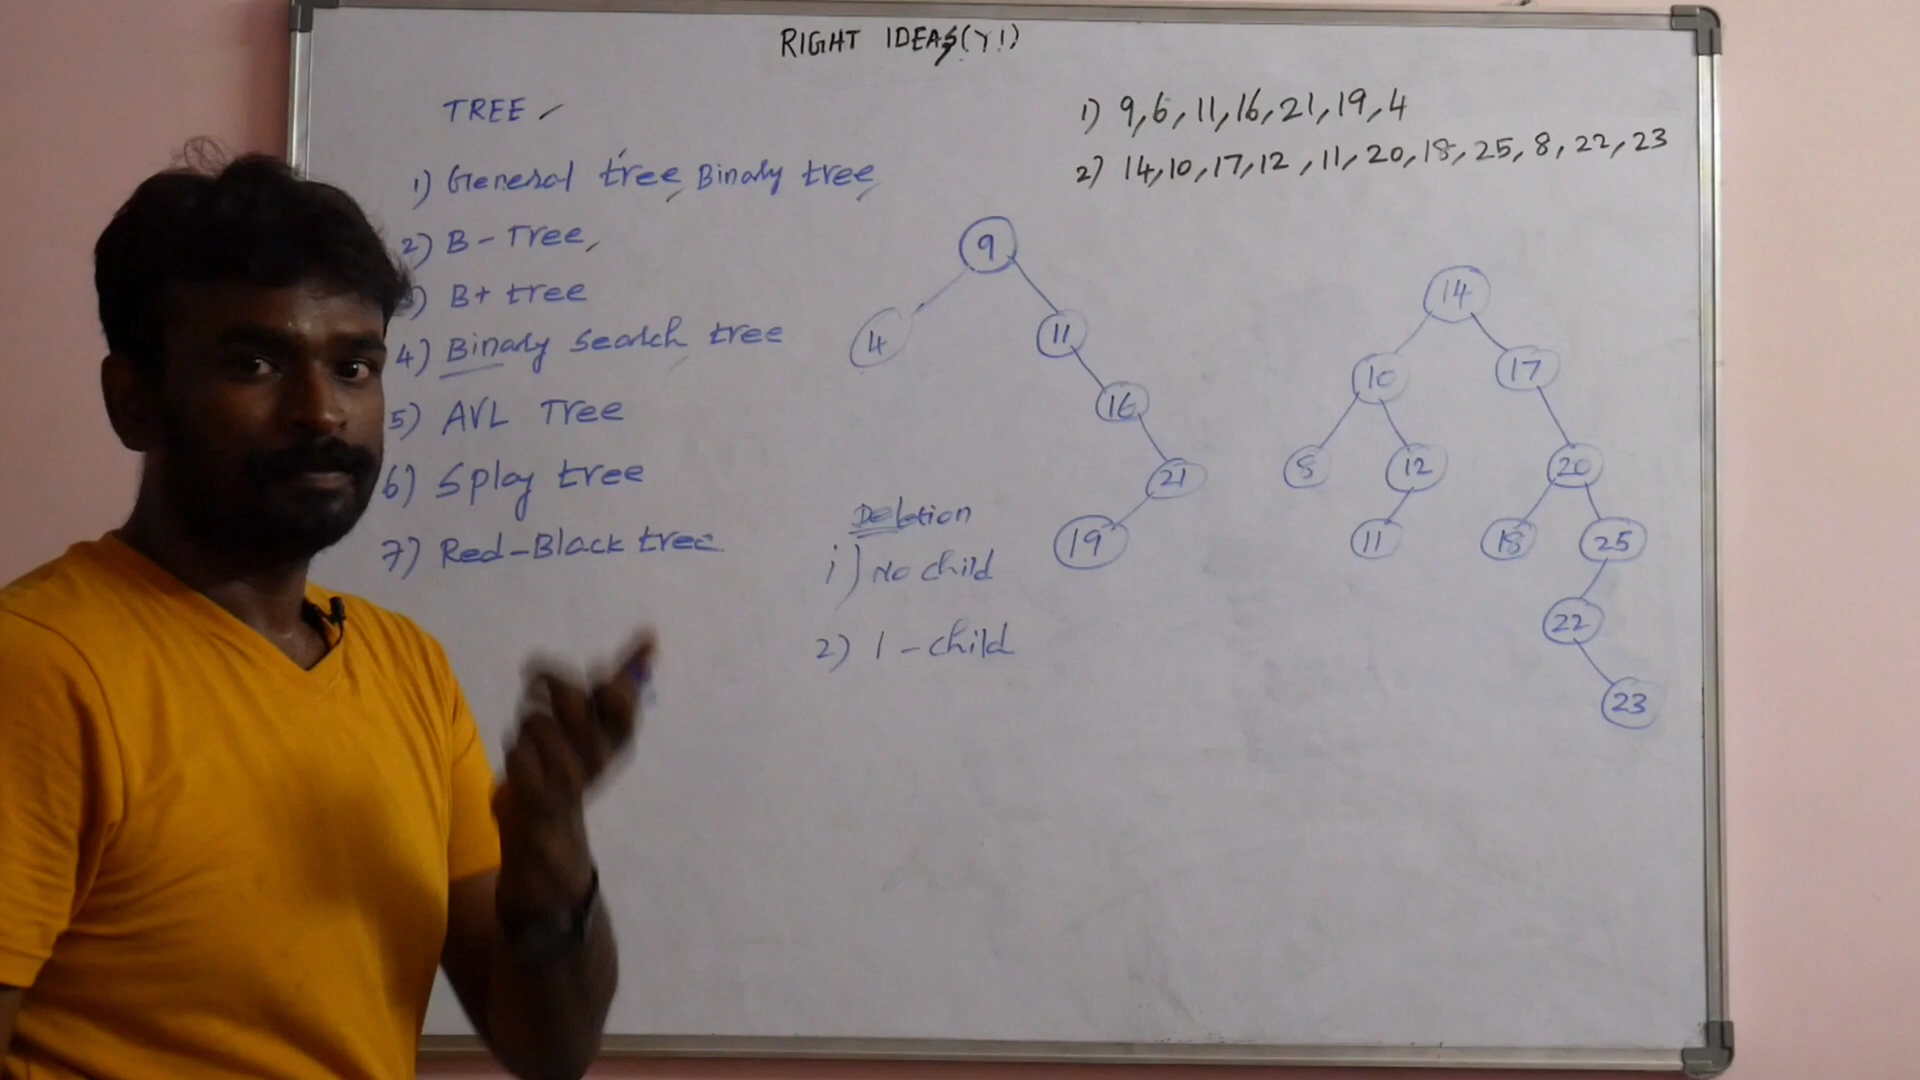 RIGHT IDEAS(Y!)
TREE
1) General tree, Binary tree,
2) B-Tree,
3) B+ tree
4) Binary search tree
5) AVL Tree
6) Splay tree
7) Red-Black tree
1) 9,6,11,16,21,19,4
2) 14,10,17,12,11,20,18,25,8,22,23
9
4
11
16
21
19
Deletion
i) No child
2) 1-child
14
10
17
8
12
20
11
18
25
22
23